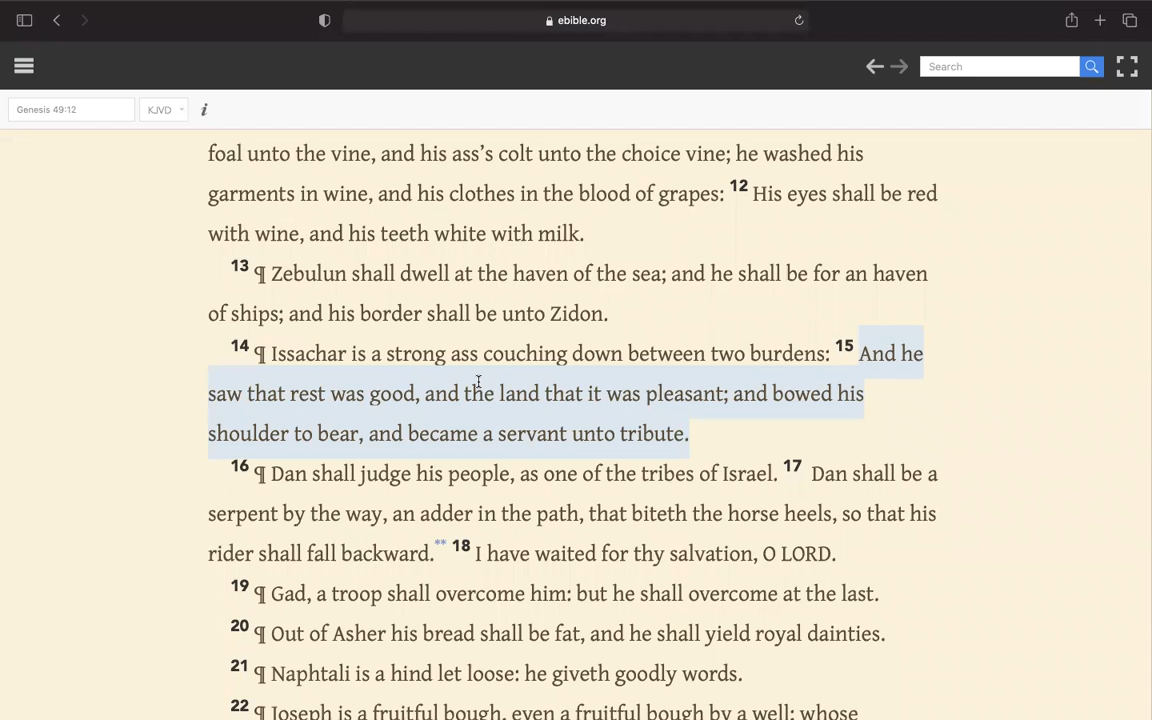 ebible.org
Search
Genesis 49:12
KJVD
i
foal unto the vine, and his ass’s colt unto the choice vine; he washed his
garments in wine, and his clothes in the blood of grapes: 12 His eyes shall be red
with wine, and his teeth white with milk.
13 ¶ Zebulun shall dwell at the haven of the sea; and he shall be for an haven
of ships; and his border shall be unto Zidon.
14 ¶ Issachar is a strong ass couching down between two burdens: 15 And he
saw that rest was good, and the land that it was pleasant; and bowed his
shoulder to bear, and became a servant unto tribute.
16 ¶ Dan shall judge his people, as one of the tribes of Israel. 17 Dan shall be a
serpent by the way, an adder in the path, that biteth the horse heels, so that his
rider shall fall backward.** 18 I have waited for thy salvation, O LORD.
19 ¶ Gad, a troop shall overcome him: but he shall overcome at the last.
20 ¶ Out of Asher his bread shall be fat, and he shall yield royal dainties.
21 ¶ Naphtali is a hind let loose: he giveth goodly words.
22 ¶ Joseph is a fruitful bough, even a fruitful bough by a well; whose